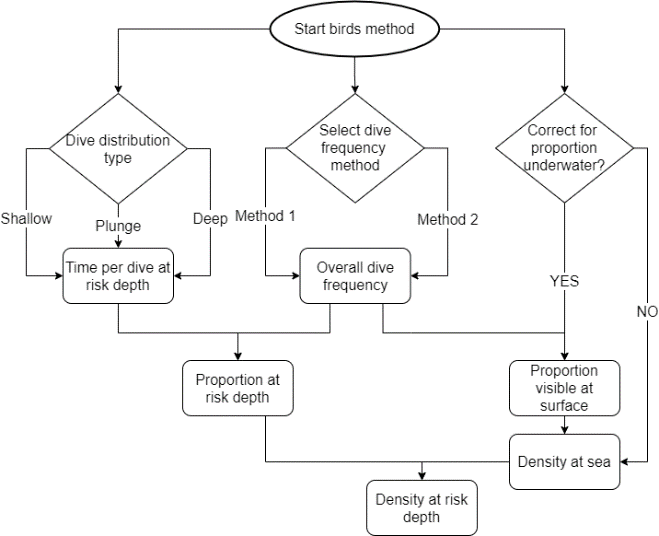 Start birds method
Dive distribution
type
Select dive
frequency
method
Correct for
proportion
underwater?
Shallow
Plunge
Deep
Method 1
Method 2
Time per dive at
risk depth
Overall dive
frequency
YES
NO
Proportion at
risk depth
Proportion
visible at
surface
Density at sea
Density at risk
depth